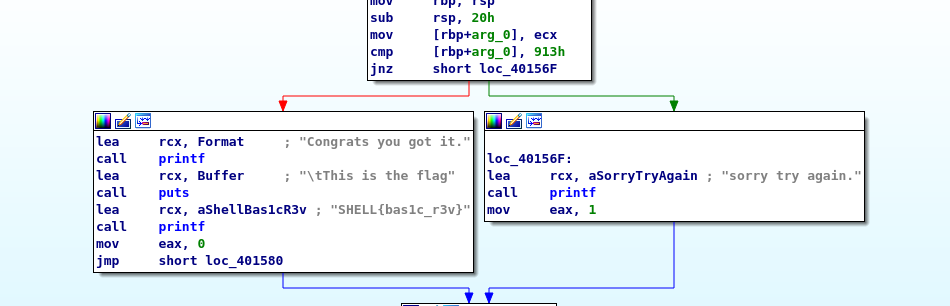 mov     rbp, rsp
sub     rsp, 20h
mov     [rbp+arg_0], ecx
cmp     [rbp+arg_0], 913h
jnz     short loc_40156F
lea     rcx, Format     ; "Congrats you got it."
call    printf
lea     rcx, Buffer     ; "\tThis is the flag"
call    puts
lea     rcx, aShellBas1cR3v ; "SHELL{bas1c_r3v}"
call    printf
mov     eax, 0
jmp     short loc_401580
loc_40156F:
lea     rcx, aSorryTryAgain ; "sorry try again."
call    printf
mov     eax, 1